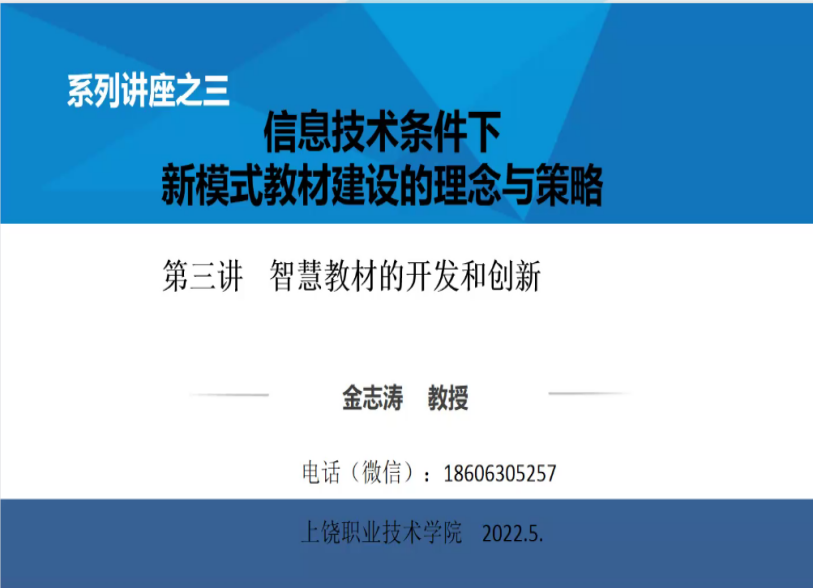 系列讲座之三
信息技术条件下
新模式教材建设的理念与策略
第三讲 智慧教材的开发和创新
金志涛 教授
电话（微信）：18606305257
上饶职业技术学院 2022.5.